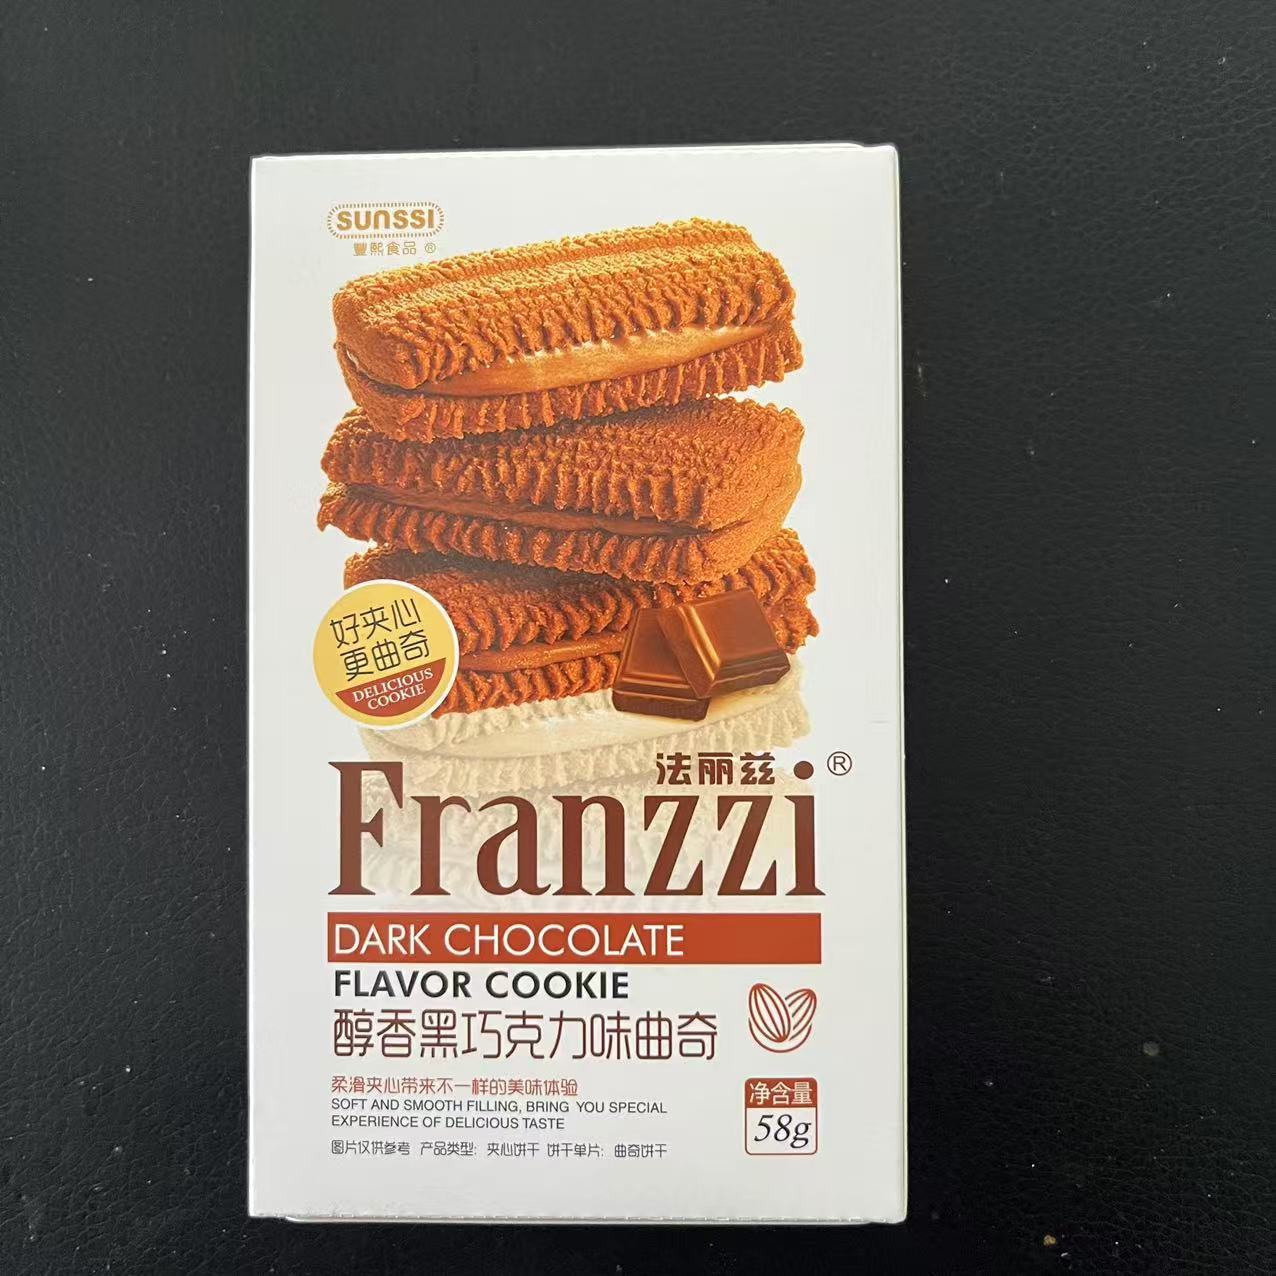 SUNSSI
豐熙食品 ®
好夹心
更曲奇
DELICIOUS
COOKIE
法丽兹
Franzzi®
DARK CHOCOLATE
FLAVOR COOKIE
醇香黑巧克力味曲奇
柔滑夹心带来不一样的美味体验
SOFT AND SMOOTH FILLING, BRING YOU SPECIAL
EXPERIENCE OF DELICIOUS TASTE
图片仅供参考 产品类型：夹心饼干 饼干单片：曲奇饼干
净含量
58g